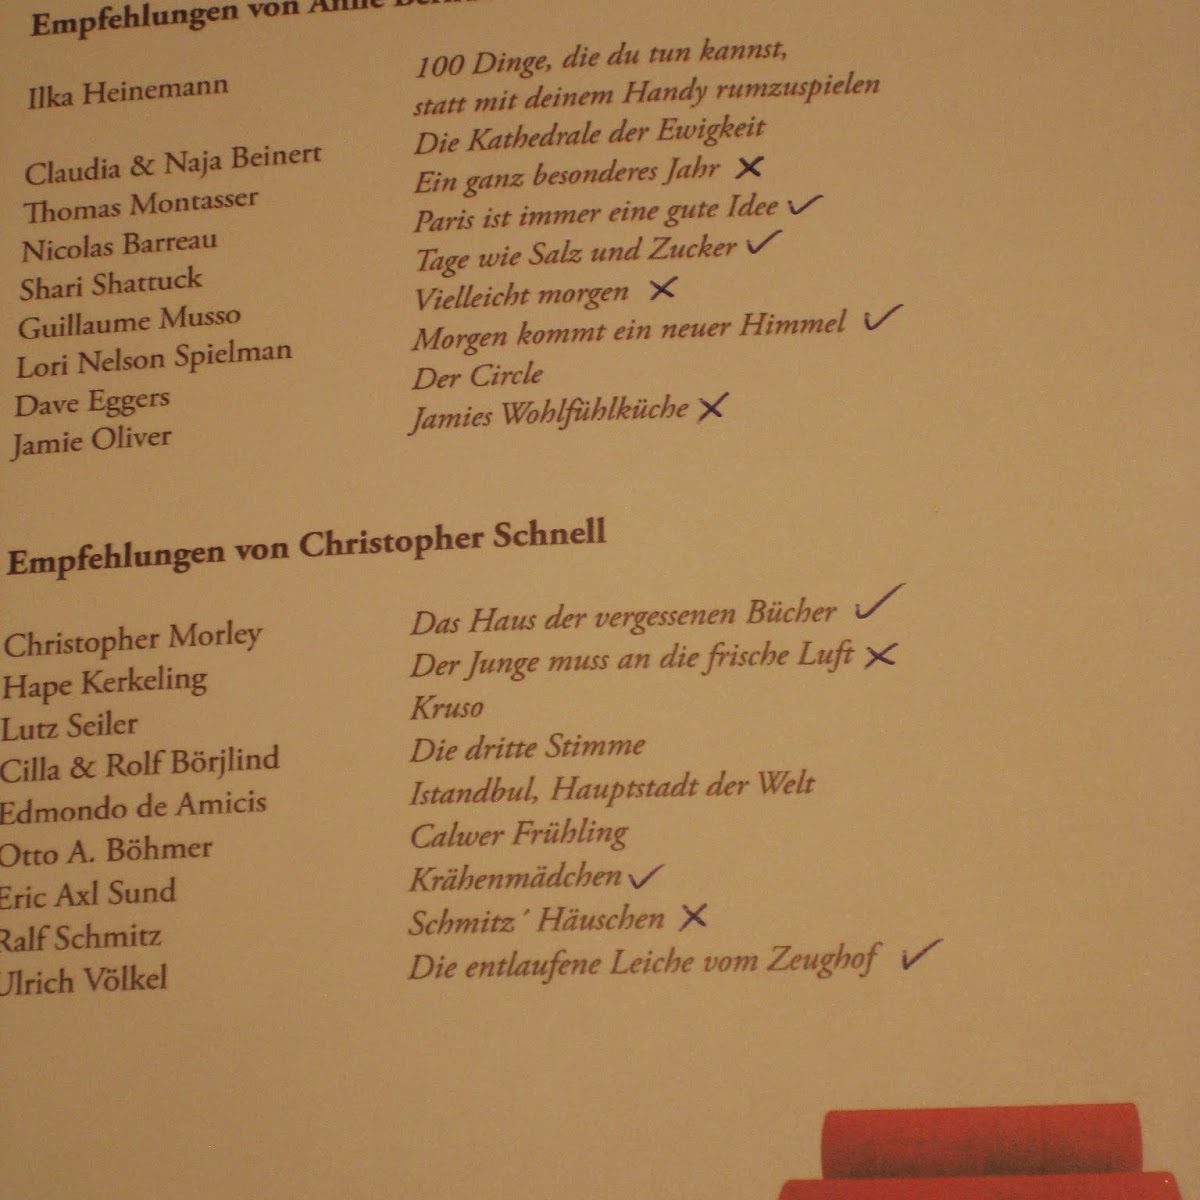 Empfehlungen von Anne
Ilka Heinemann 100 Dinge, die du tun kannst,
statt mit deinem Handy rumzuspielen
Claudia & Naja Beinert Die Kathedrale der Ewigkeit
Thomas Montasser Ein ganz besonderes Jahr ✗
Nicolas Barreau Paris ist immer eine gute Idee ✓
Shari Shattuck Tage wie Salz und Zucker ✓
Guillaume Musso Vielleicht morgen ✗
Lori Nelson Spielman Morgen kommt ein neuer Himmel ✓
Dave Eggers Der Circle
Jamie Oliver Jamies Wohlfühlküche ✗
Empfehlungen von Christopher Schnell
Christopher Morley Das Haus der vergessenen Bücher ✓
Hape Kerkeling Der Junge muss an die frische Luft ✗
Lutz Seiler Kruso
Cilla & Rolf Börjlind Die dritte Stimme
Edmondo de Amicis Istandbul, Hauptstadt der Welt
Otto A. Böhmer Calwer Frühling
Eric Axl Sund Krähenmädchen ✓
Ralf Schmitz Schmitz´ Häuschen ✗
Ulrich Völkel Die entlaufene Leiche vom Zeughof ✓